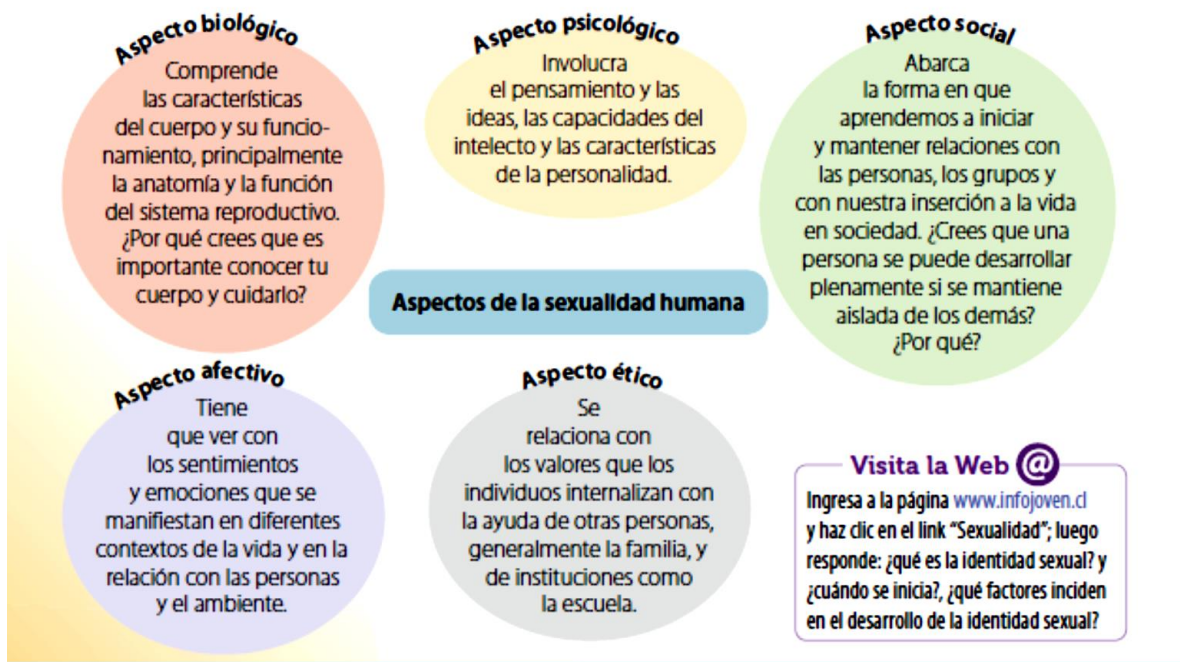 Aspecto biológico
Comprende
las características
del cuerpo y su funcio-
namiento, principalmente
la anatomía y la función
del sistema reproductivo.
¿Por qué crees que es
importante conocer tu
cuerpo y cuidarlo?
Aspecto psicológico
Involucra
el pensamiento y las
ideas, las capacidades del
intelecto y las características
de la personalidad.
Aspecto social
Abarca
la forma en que
aprendemos a iniciar
y mantener relaciones con
las personas, los grupos y
con nuestra inserción a la vida
en sociedad. ¿Crees que una
persona se puede desarrollar
plenamente si se mantiene
aislada de los demás?
¿Por qué?
Aspectos de la sexualidad humana
Aspecto afectivo
Tiene
que ver con
los sentimientos
y emociones que se
manifiestan en diferentes
contextos de la vida y en la
relación con las personas
y el ambiente.
Aspecto ético
Se
relaciona con
los valores que los
individuos internalizan con
la ayuda de otras personas,
generalmente la familia, y
de instituciones como
la escuela.
Visita la Web @
Ingresa a la página www.infojoven.cl
y haz clic en el link “Sexualidad”; luego
responde: ¿qué es la identidad sexual? y
¿cuándo se inicia?, ¿qué factores inciden
en el desarrollo de la identidad sexual?